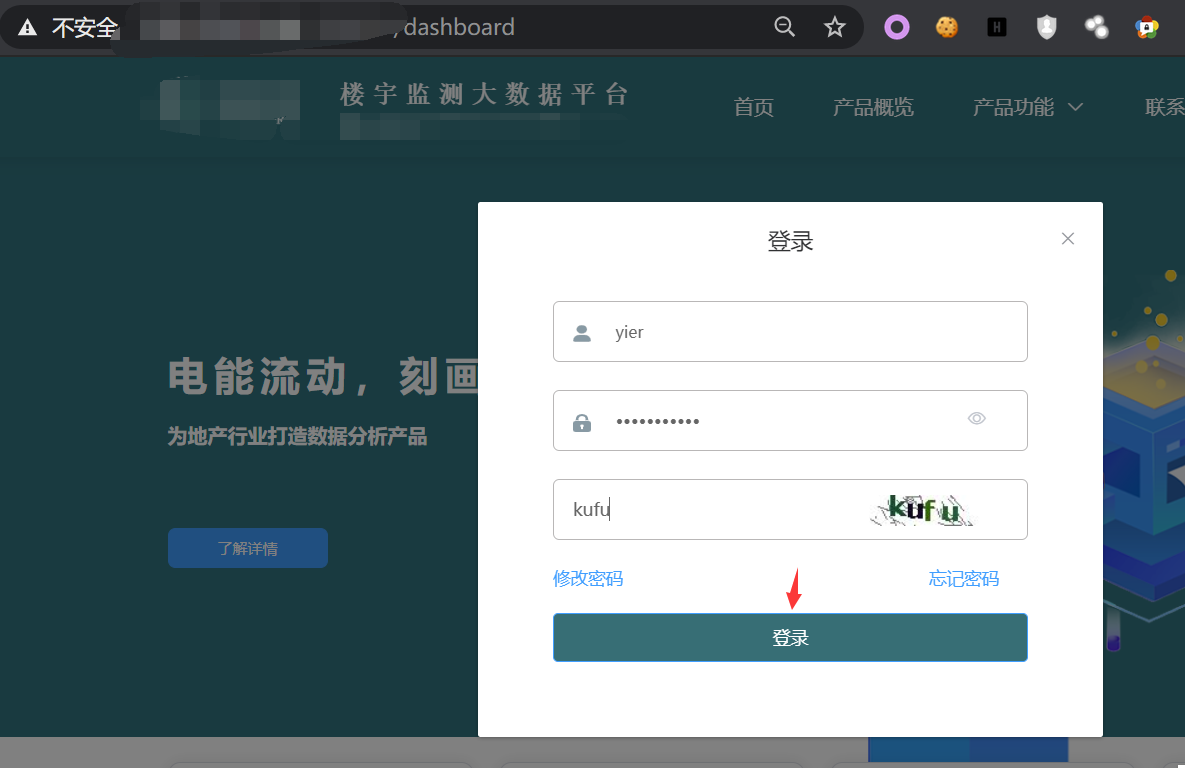 不安全 /dashboard
楼宇监测大数据平台
首页 产品概览 产品功能 联系
登录
yier
•••••••••••
kufu kufu
修改密码 忘记密码
登录
电能流动，刻画
为地产行业打造数据分析产品
了解详情